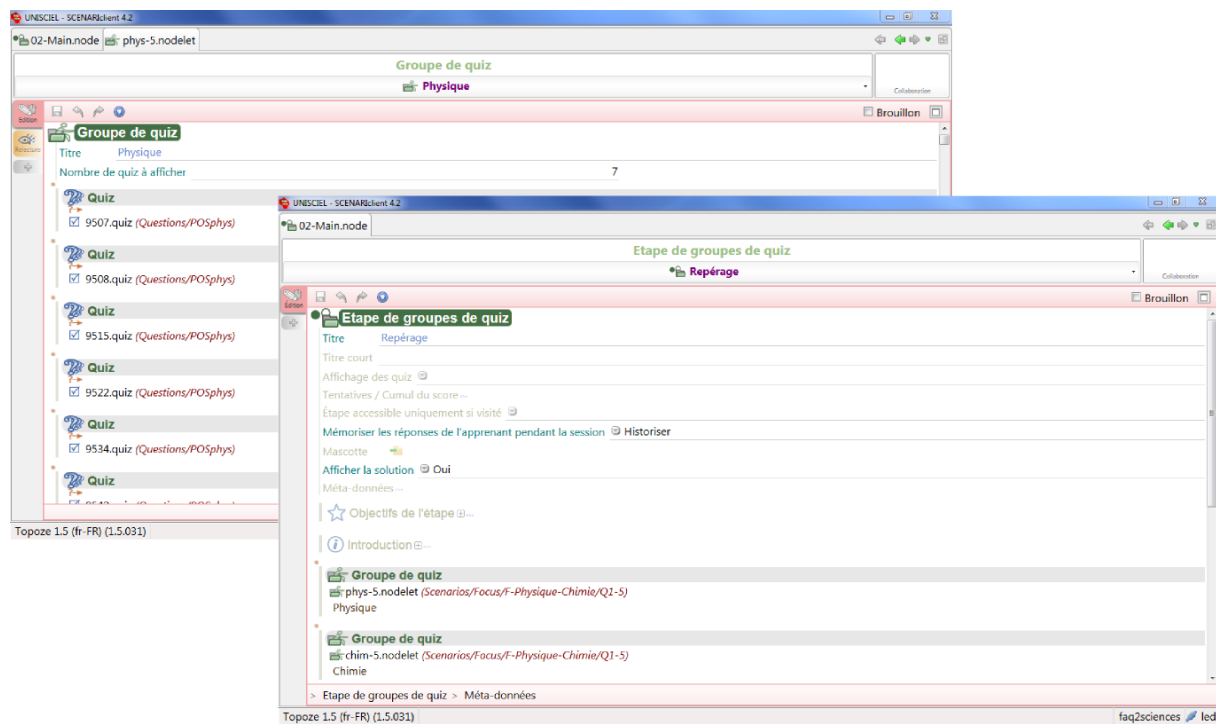 UNISCIEL - SCENARIclient 4.2
02-Main.node phys-5.nodelet
Groupe de quiz
Physique
Collaboration
Edition
Brouillon
Relecture
Groupe de quiz
Titre Physique
Nombre de quiz à afficher 7
Quiz
9507.quiz (Questions/POSphys)
Quiz
9508.quiz (Questions/POSphys)
Quiz
9515.quiz (Questions/POSphys)
Quiz
9522.quiz (Questions/POSphys)
Quiz
9534.quiz (Questions/POSphys)
Quiz
Topoze 1.5 (fr-FR) (1.5.031)
UNISCIEL - SCENARIclient 4.2
02-Main.node
Etape de groupes de quiz
Repérage
Collaboration
Edition
Brouillon
Etape de groupes de quiz
Titre Repérage
Titre court
Affichage des quiz
Tentatives / Cumul du score
Étape accessible uniquement si visité
Mémoriser les réponses de l'apprenant pendant la session Historiser
Mascotte
Afficher la solution Oui
Méta-données
Objectifs de l'étape
Introduction
Groupe de quiz
phys-5.nodelet (Scenarios/Focus/F-Physique-Chimie/Q1-5)
Physique
Groupe de quiz
chim-5.nodelet (Scenarios/Focus/F-Physique-Chimie/Q1-5)
Chimie
> Etape de groupes de quiz > Méta-données
Topoze 1.5 (fr-FR) (1.5.031) faq2sciences led